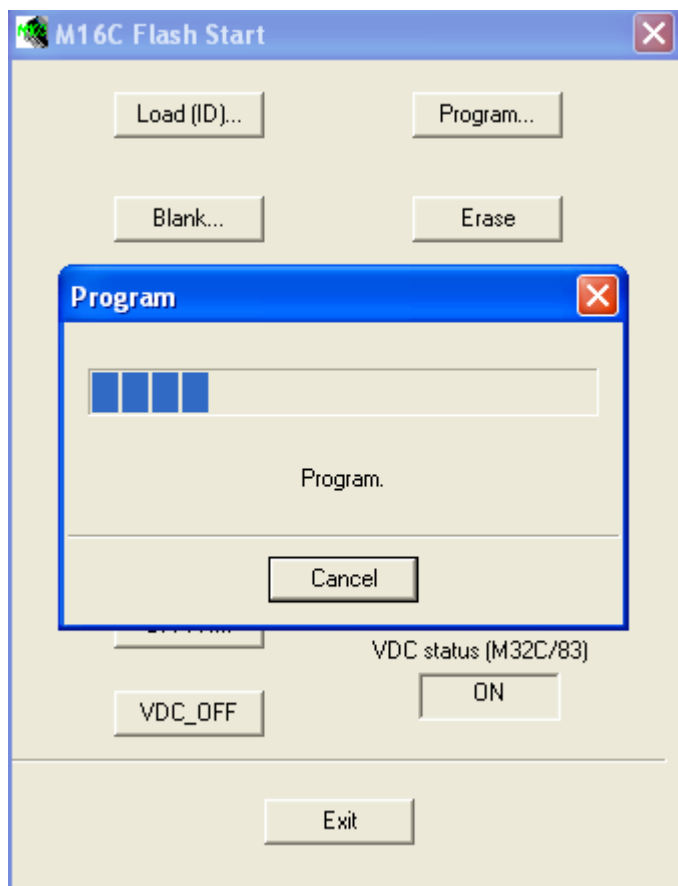 M16C Flash Start
Load (ID)...
Program...
Blank...
Erase
Program
Program.
Cancel
VDC status (M32C/83)
ON
VDC_OFF
Exit